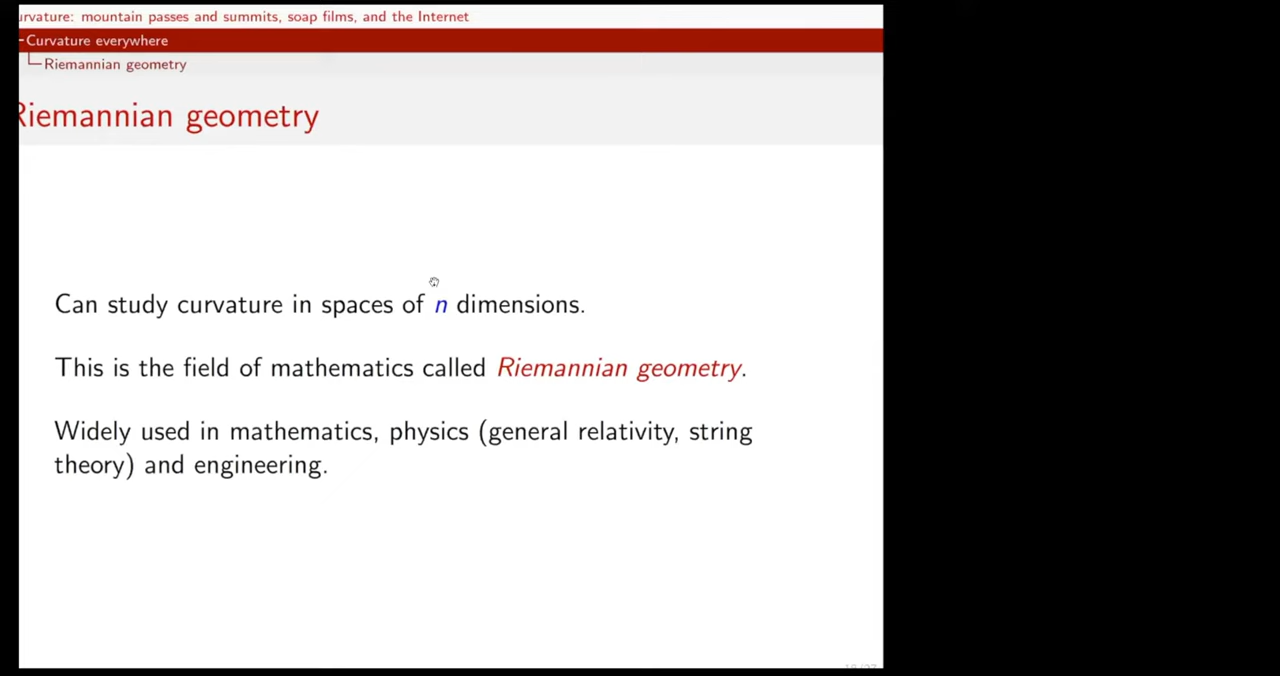 urvature: mountain passes and summits, soap films, and the Internet
Curvature everywhere
Riemannian geometry
Riemannian geometry
Can study curvature in spaces of n dimensions.
This is the field of mathematics called Riemannian geometry.
Widely used in mathematics, physics (general relativity, string
theory) and engineering.